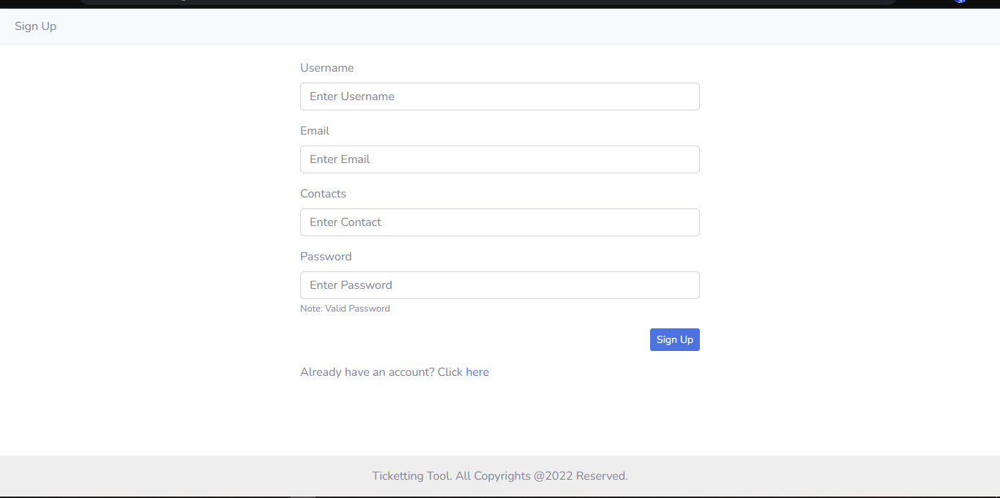 Sign Up
Username
Enter Username
Email
Enter Email
Contacts
Enter Contact
Password
Enter Password
Note: Valid Password
Sign Up
Already have an account? Click here
Ticketting Tool. All Copyrights @2022 Reserved.